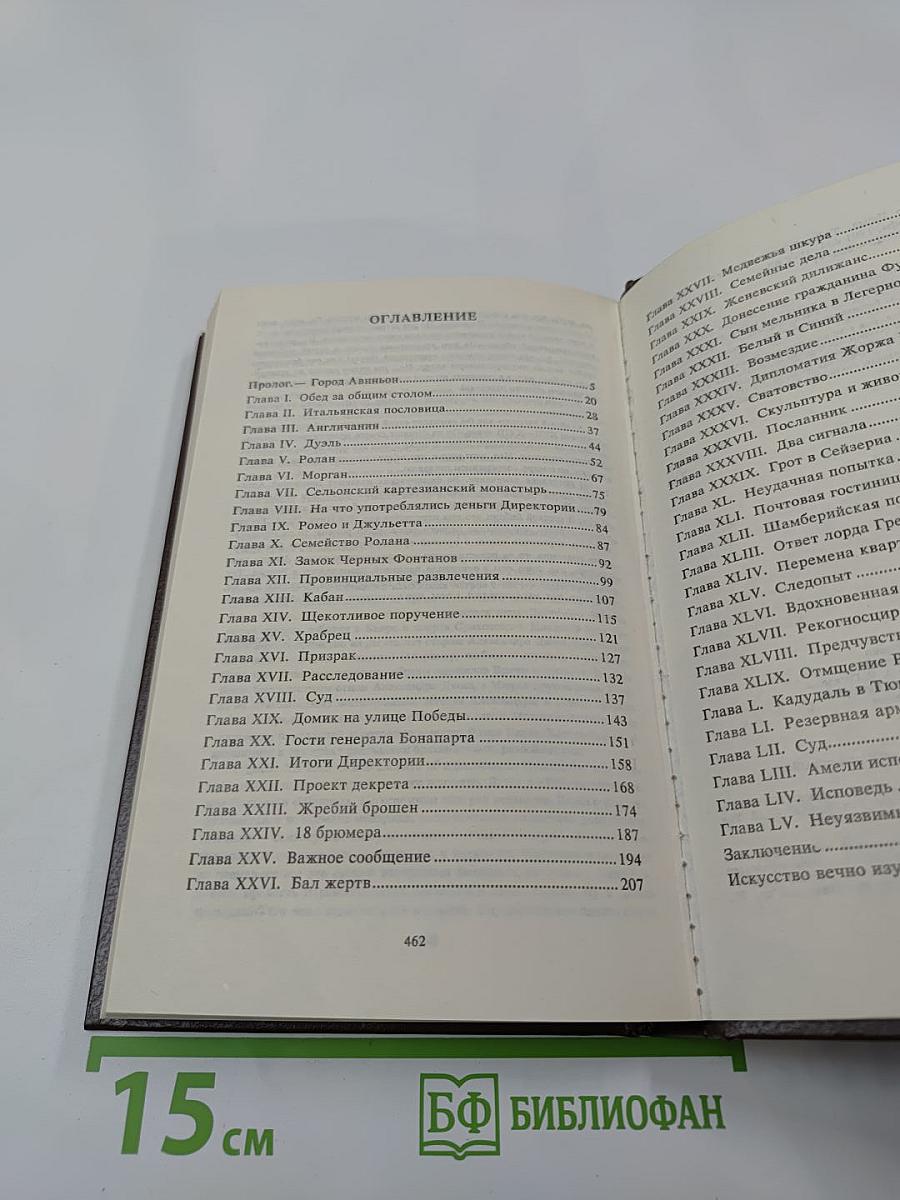 ОГЛАВЛЕНИЕ
Пролог.— Город Авиньон..............5
Глава I. Обед за общим столом..............20
Глава II. Итальянская пословица..............28
Глава III. Англичанин..............37
Глава IV. Дуэль..............44
Глава V. Ролан..............52
Глава VI. Морган..............67
Глава VII. Сельонский картезианский монастырь..............75
Глава VIII. На что употреблялись деньги Директории.....79
Глава IX. Ромео и Джульетта..............84
Глава X. Семейство Ролана..............87
Глава XI. Замок Черных Фонтанов..............92
Глава XII. Провинциальные развлечения..............99
Глава XIII. Кабан..............107
Глава XIV. Щекотливое поручение..............115
Глава XV. Храбрец..............121
Глава XVI. Призрак..............127
Глава XVII. Расследование..............132
Глава XVIII. Суд..............137
Глава XIX. Домик на улице Победы..............143
Глава XX. Гости генерала Бонапарта..............151
Глава XXI. Итоги Директории..............158
Глава XXII. Проект декрета..............168
Глава XXIII. Жребий брошен..............174
Глава XXIV. 18 брюмера..............187
Глава XXV. Важное сообщение..............194
Глава XXVI. Бал жертв..............207
462
Глава XXVII. Медвежья шкура
Глава XXVIII. Семейные дела
Глава XXIX. Женевский дилижанс
Глава XXX. Донесение гражданина Фу
Глава XXXI. Сын мельника в Легерно
Глава XXXII. Белый и Синий
Глава XXXIII. Возмездие
Глава XXXIV. Дипломатия Жоржа
Глава XXXV. Сватовство
Глава XXXVI. Скульптура и живо
Глава XXXVII. Посланник
Глава XXXVIII. Два сигнала
Глава XXXIX. Грот в Сейзериа
Глава XL. Неудачная попытка
Глава XLI. Почтовая гостиниц
Глава XLII. Шамберийская по
Глава XLIII. Ответ лорда Гре
Глава XLIV. Перемена кварт
Глава XLV. Следопыт
Глава XLVI. Вдохновенная
Глава XLVII. Рекогносцир
Глава XLVIII. Предчувств
Глава XLIX. Отмщение
Глава L. Кадудаль в Тю
Глава LI. Резервная арм
Глава LII. Суд
Глава LIII. Амели испо
Глава LIV. Исповедь
Глава LV. Неуязвим
Заключение
Искусство вечно изу
15 см
БФ БИБЛИОФАН